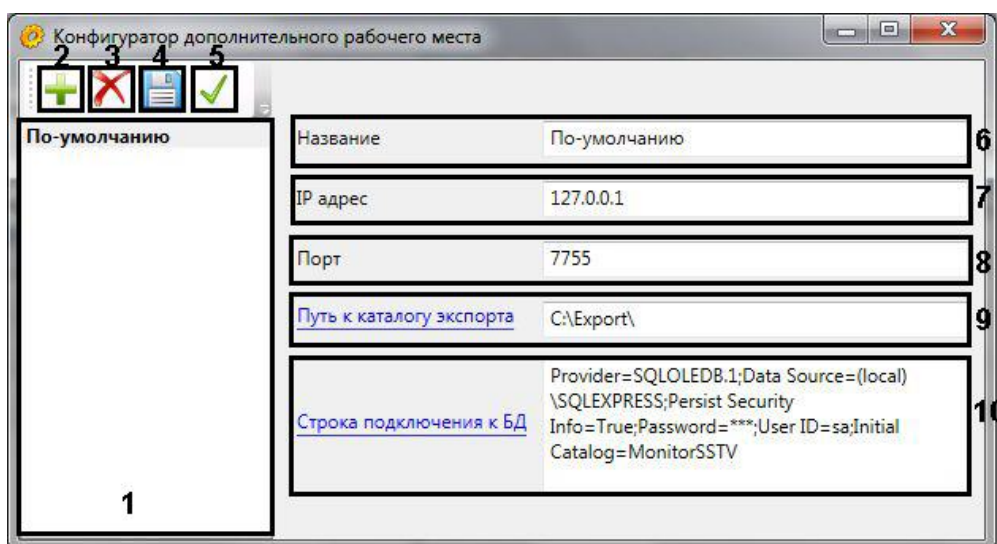 Конфигуратор дополнительного рабочего места
2 3 4 5
По-умолчанию
Название По-умолчанию 6
IP адрес 127.0.0.1 7
Порт 7755 8
Путь к каталогу экспорта C:\Export\ 9
Строка подключения к БД
Provider=SQLOLEDB.1;Data Source=(local)
\SQLEXPRESS;Persist Security
Info=True;Password=***;User ID=sa;Initial
Catalog=MonitorSSTV
10
1